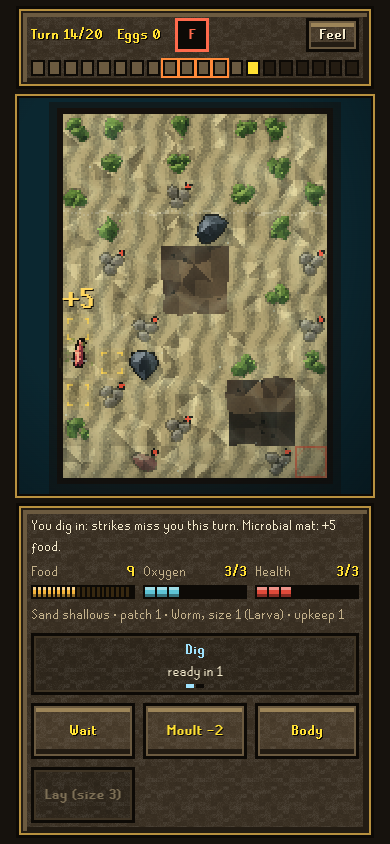 Turn 14/20 Eggs 0 F Feel
+5
You dig in: strikes miss you this turn. Microbial mat: +5
food.
Food 9 Oxygen 3/3 Health 3/3
Sand shallows · patch 1 · Worm, size 1 (Larva) · upkeep 1
Dig
ready in 1
Wait Moult -2 Body
Lay (size 3)